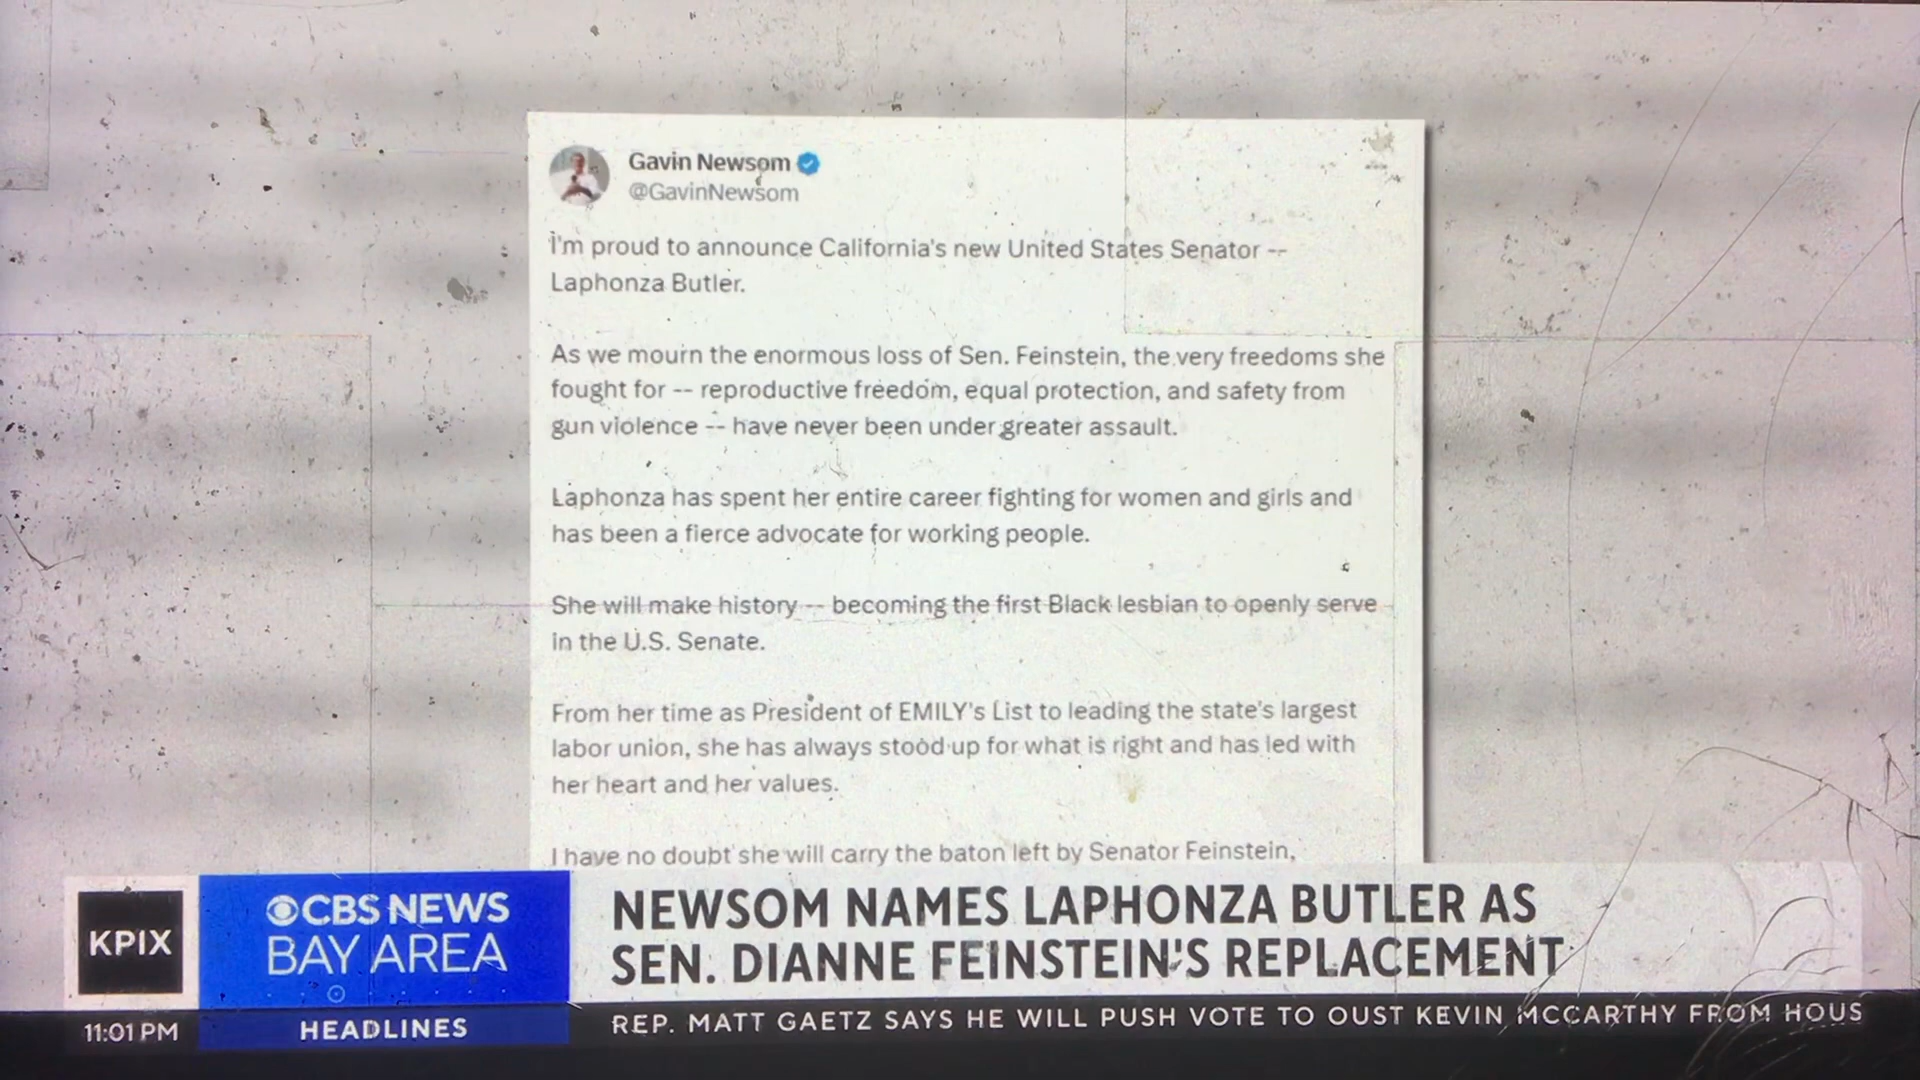 Gavin Newsom
@GavinNewsom
I'm proud to announce California's new United States Senator --
Laphonza Butler.
As we mourn the enormous loss of Sen. Feinstein, the very freedoms she
fought for -- reproductive freedom, equal protection, and safety from
gun violence -- have never been under greater assault.
Laphonza has spent her entire career fighting for women and girls and
has been a fierce advocate for working people.
She will make history -- becoming the first Black lesbian to openly serve
in the U.S. Senate.
From her time as President of EMILY's List to leading the state's largest
labor union, she has always stood up for what is right and has led with
her heart and her values.
I have no doubt she will carry the baton left by Senator Feinstein,
KPIX
CBS NEWS
BAY AREA
NEWSOM NAMES LAPHONZA BUTLER AS
SEN. DIANNE FEINSTEIN'S REPLACEMENT
11:01 PM
HEADLINES
REP. MATT GAETZ SAYS HE WILL PUSH VOTE TO OUST KEVIN MCCARTHY FROM HOUS